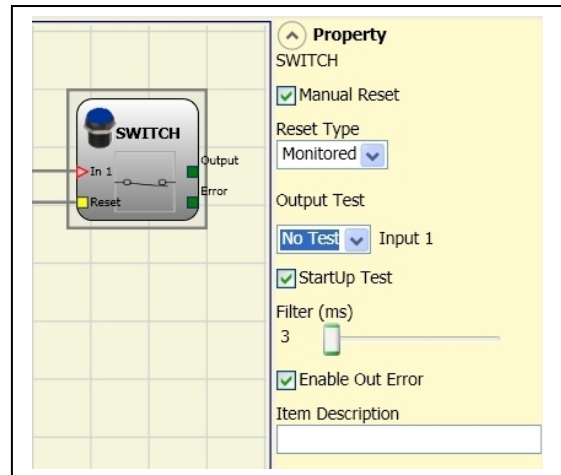 SWITCH
In 1
Output
Reset
Error
Property
SWITCH
Manual Reset
Reset Type
Monitored
Output Test
No Test Input 1
StartUp Test
Filter (ms)
3
Enable Out Error
Item Description